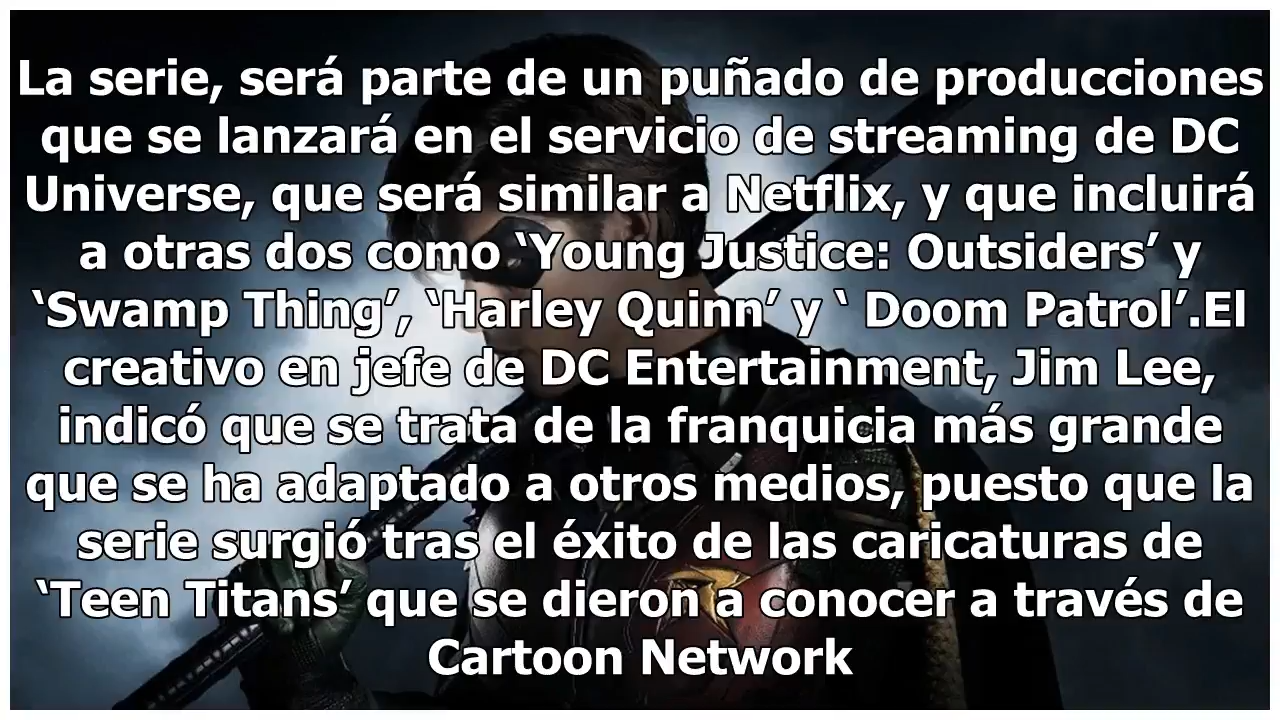 La serie, será parte de un puñado de producciones
que se lanzará en el servicio de streaming de DC
Universe, que será similar a Netflix, y que incluirá
a otras dos como ‘Young Justice: Outsiders’ y
‘Swamp Thing’, ‘Harley Quinn’ y ‘ Doom Patrol’.El
creativo en jefe de DC Entertainment, Jim Lee,
indicó que se trata de la franquicia más grande
que se ha adaptado a otros medios, puesto que la
serie surgió tras el éxito de las caricaturas de
‘Teen Titans’ que se dieron a conocer a través de
Cartoon Network